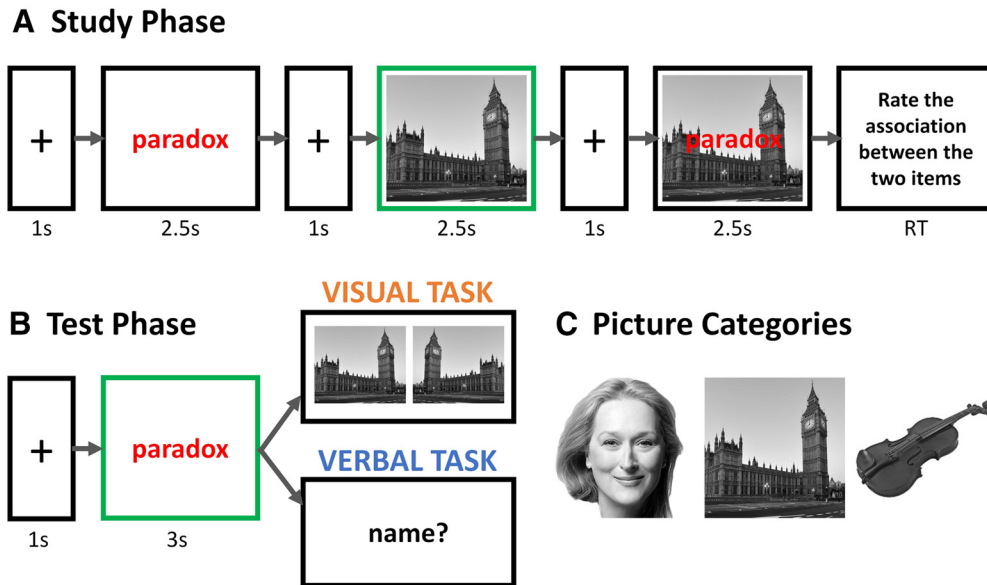 A Study Phase
+
paradox
+
+
paradox
Rate the
association
between the
two items
1s
2.5s
1s
2.5s
1s
2.5s
RT
B Test Phase
+
paradox
1s
3s
VISUAL TASK
VERBAL TASK
name?
C Picture Categories